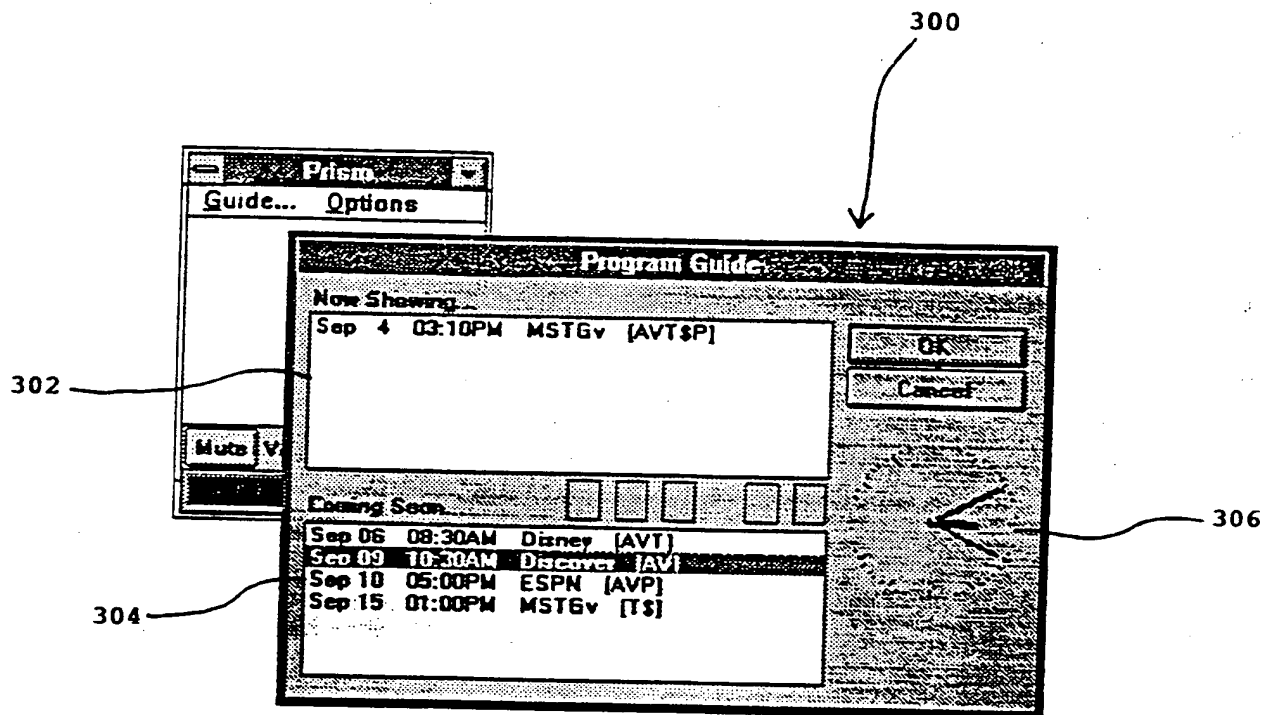 300
Prism
Guide... Options
Program Guide
Now Showing...
Sep 4 03:10PM MSTGv [AVT$P]
OK
Cancel
302
Mute
Coming Soon...
Sep 06 08:30AM Disney [AVT]
Sep 09 10:30AM Discover [AV]
Sep 10 05:00PM ESPN [AVP]
Sep 15 01:00PM MSTGv [T$]
304
306